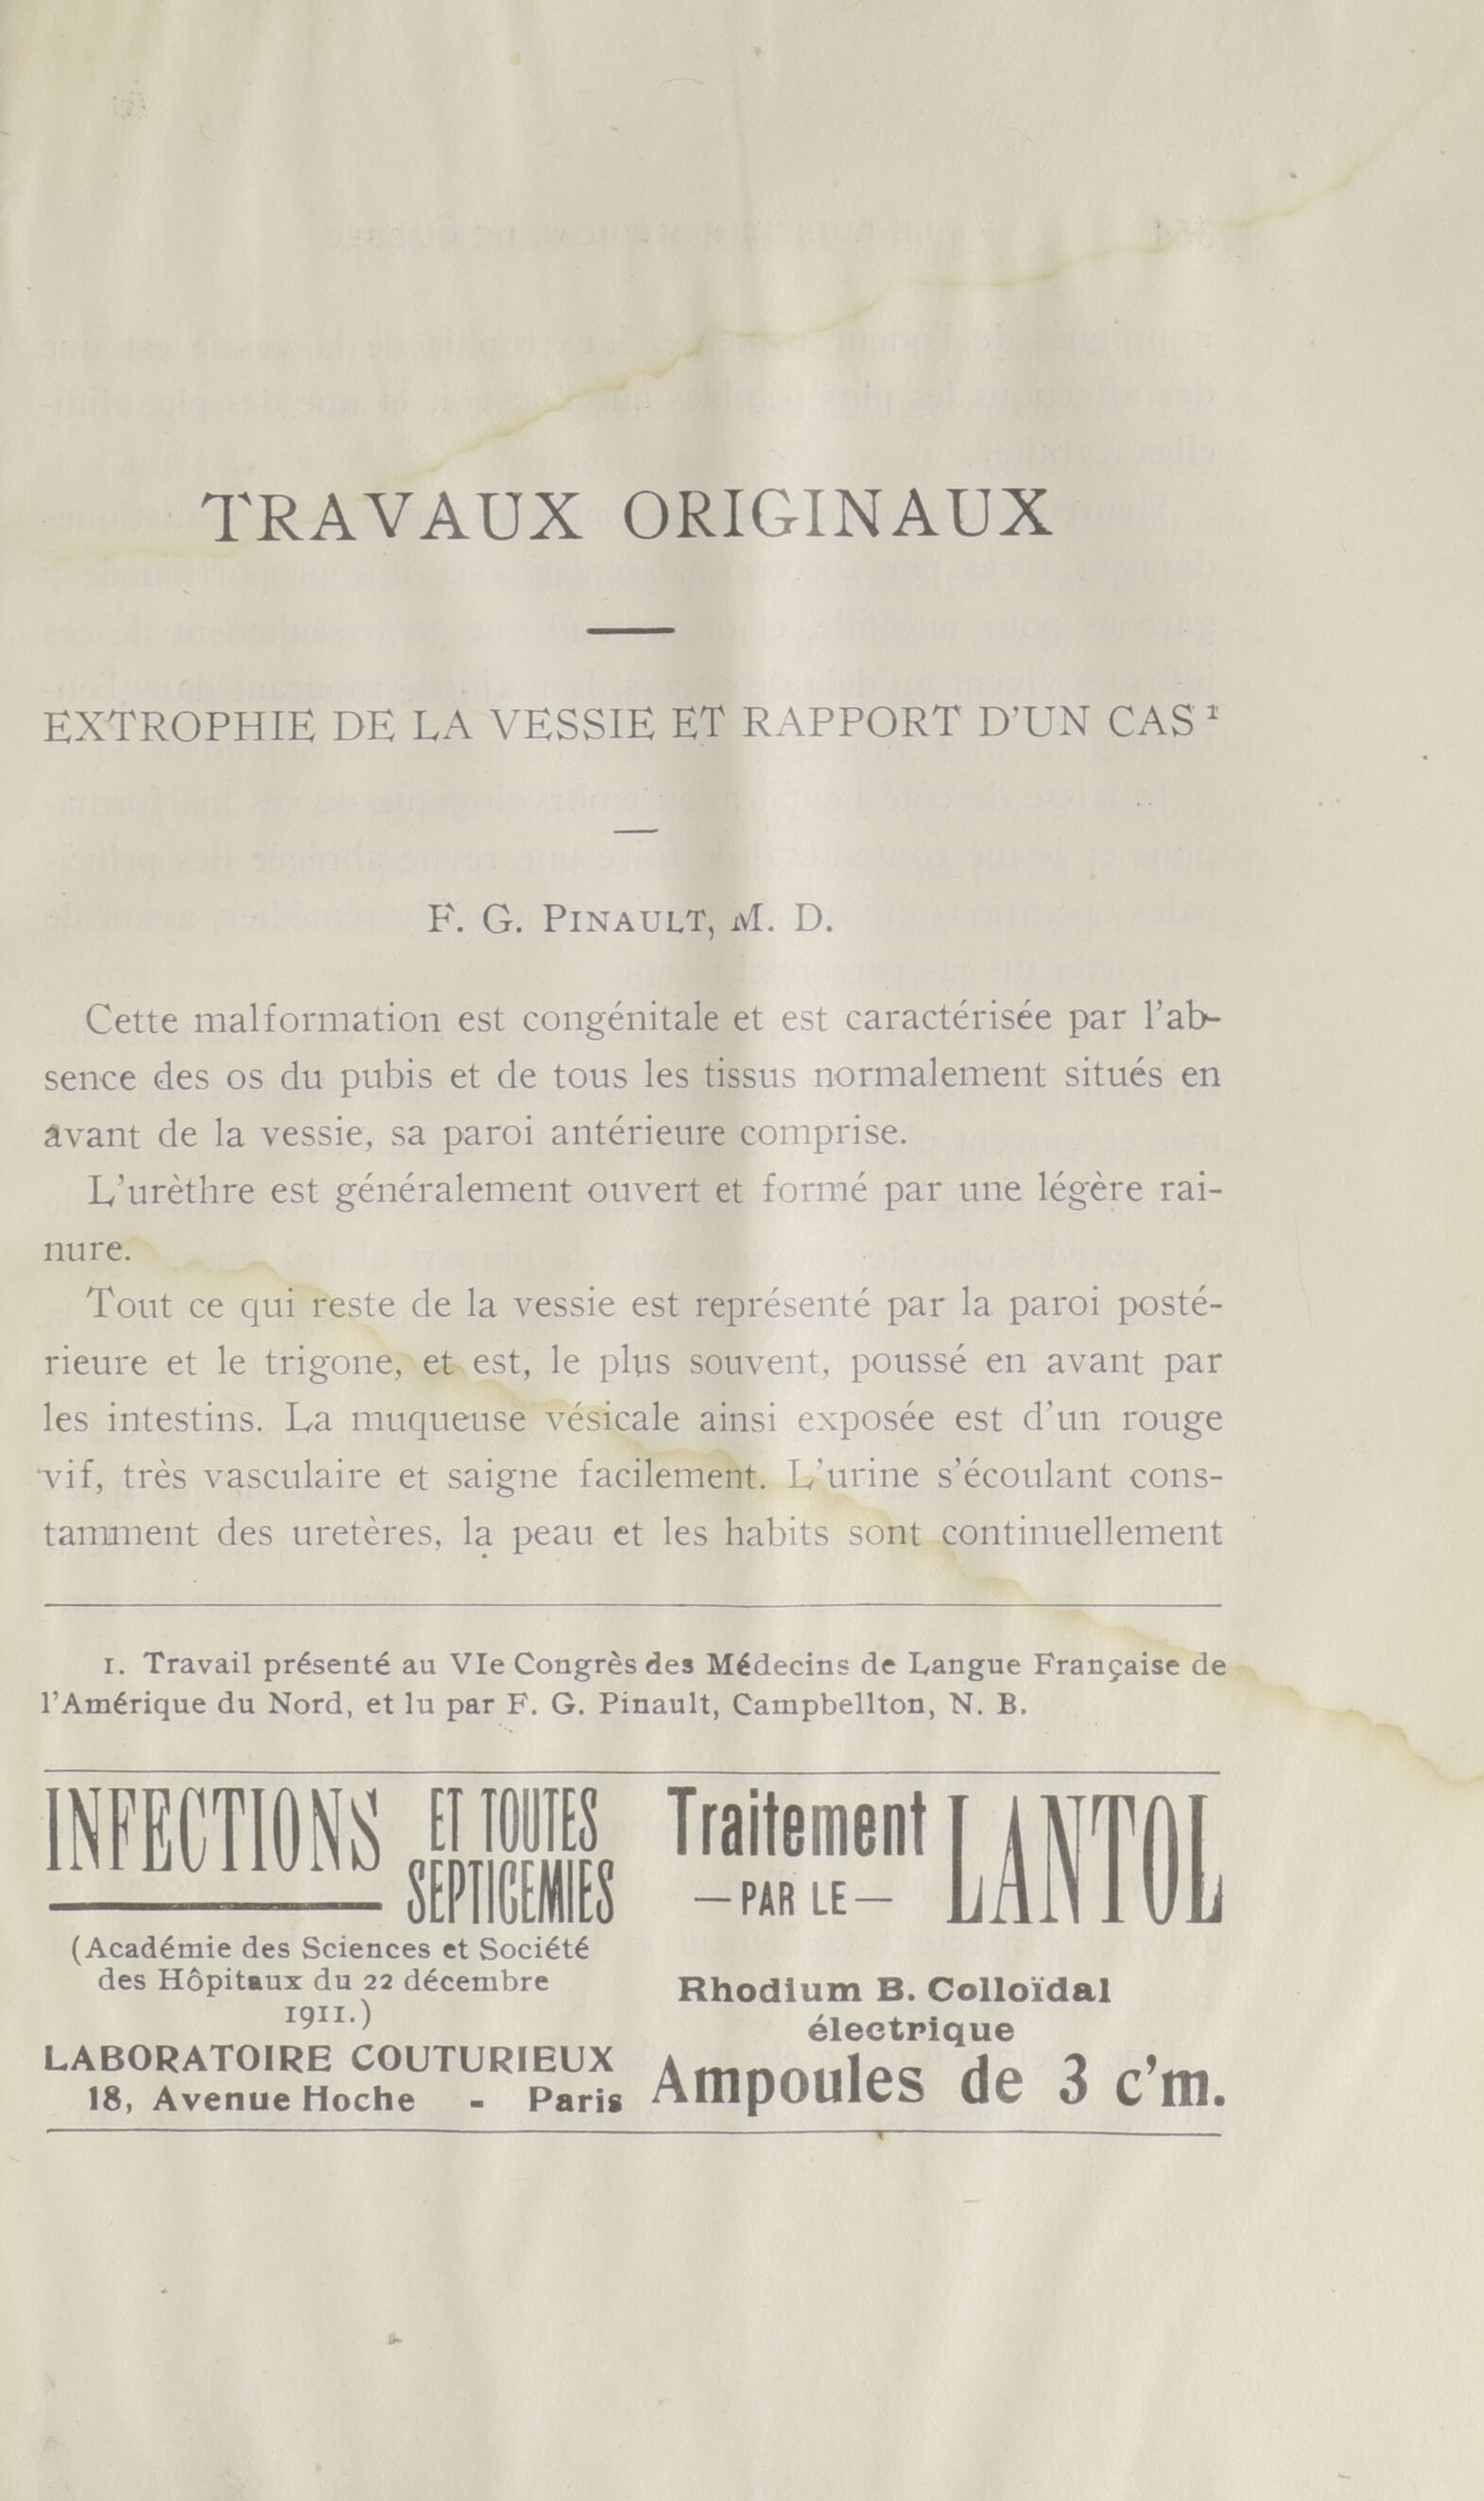 TRAVAUX ORIGINAUX
EXTROPHIE DE LA VESSIE ET RAPPORT D'UN CAS ¹
F. G. PINAULT, M. D.
Cette malformation est congénitale et est caractérisée par l'ab-
sence des os du pubis et de tous les tissus normalement situés en
avant de la vessie, sa paroi antérieure comprise.
L'urèthre est généralement ouvert et formé par une légère rai-
nure.
Tout ce qui reste de la vessie est représenté par la paroi posté-
rieure et le trigone, et est, le plus souvent, poussé en avant par
les intestins. La muqueuse vésicale ainsi exposée est d'un rouge
vif, très vasculaire et saigne facilement. L'urine s'écoulant cons-
tamment des uretères, la peau et les habits sont continuellement
1. Travail présenté au VIe Congrès des Médecins de Langue Française de
l'Amérique du Nord, et lu par F. G. Pinault, Campbellton, N. B.
INFECTIONS ET TOUTES
SEPTICEMIES
(Académie des Sciences et Société
des Hôpitaux du 22 décembre
1911.)
LABORATOIRE COUTURIEUX
18, Avenue Hoche - Paris
Traitement
— PAR LE —
LANTOL
Rhodium B. Colloïdal
électrique
Ampoules de 3 c'm.